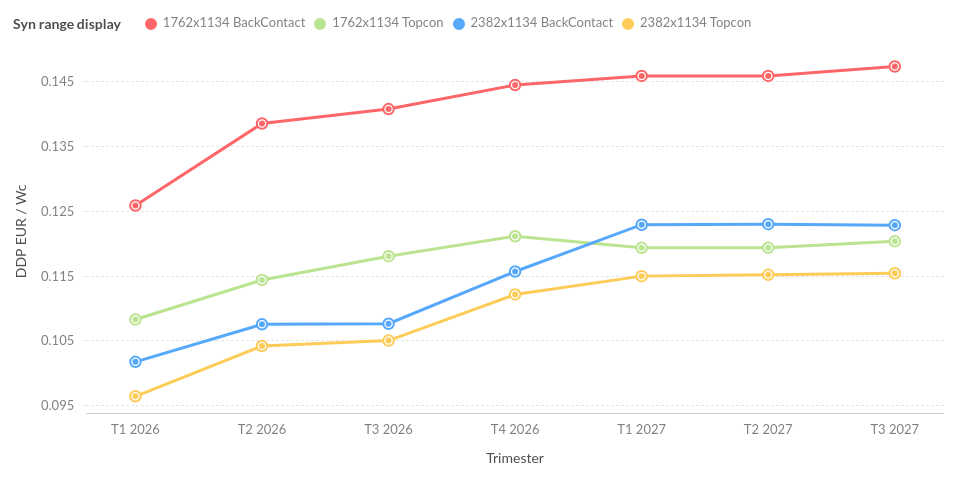 Syn range display 1762x1134 BackContact 1762x1134 Topcon 2382x1134 BackContact 2382x1134 Topcon
0.145
0.135
0.125
0.115
0.105
0.095
DDP EUR / Wc
T1 2026 T2 2026 T3 2026 T4 2026 T1 2027 T2 2027 T3 2027
Trimester